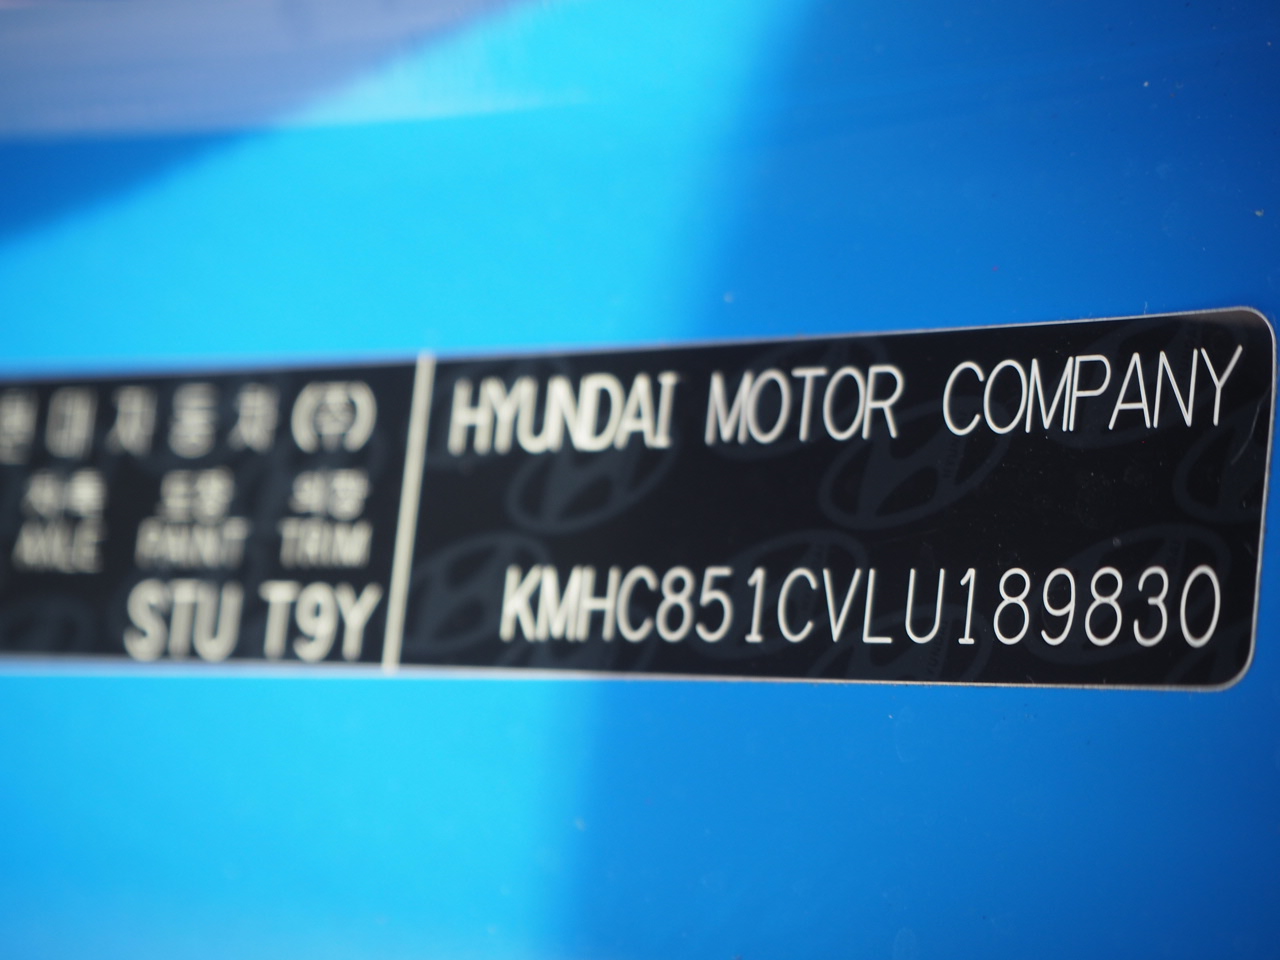 현대자동차(주)
차축 도장 의장
AXLE PAINT TRIM
STU T9Y
HYUNDAI MOTOR COMPANY
KMHC851CVLU189830